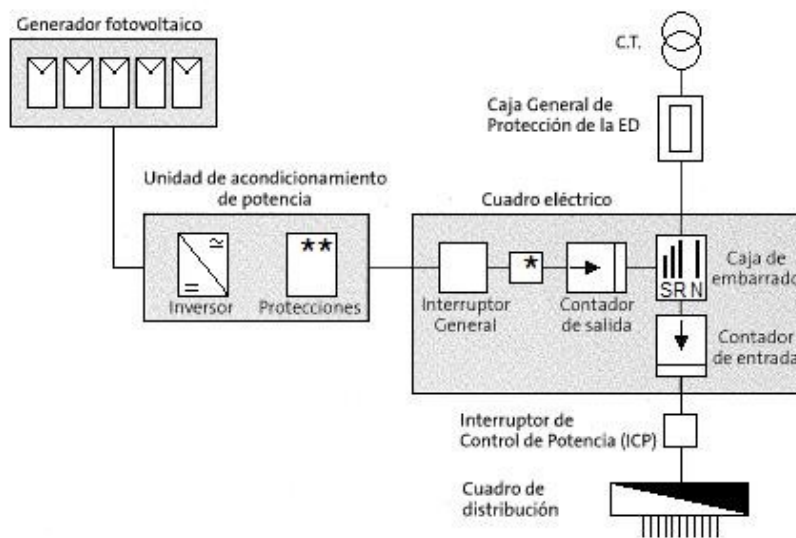 Generador fotovoltaico
C.T.
Caja General de
Protección de la ED
Unidad de acondicionamiento
de potencia
Cuadro eléctrico
≃
=
Inversor
**
Protecciones
Interruptor
General
*
Contador
de salida
SRN
Caja de
embarrado
Contador
de entrada
Interruptor de
Control de Potencia (ICP)
Cuadro de
distribución